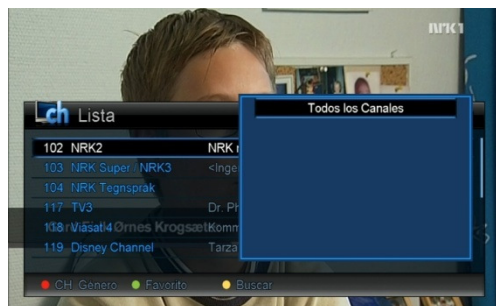 NRK1
ch Lista
Todos los Canales
102 NRK2 NRK
103 NRK Super / NRK3 <Inge
104 NRK Tegnspråk
117 TV3 Dr. Ph
118 Viasat 4 Komm
Ørnes Krogsæt
119 Disney Channel Tarza
CH. Género Favorito Buscar